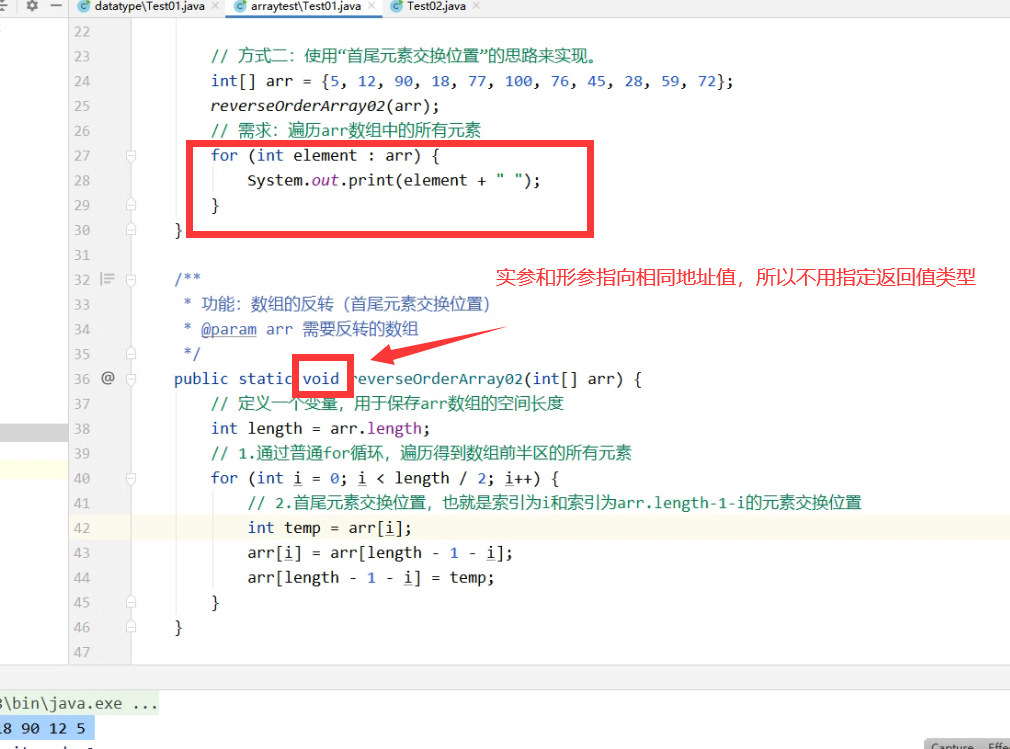 datatype\Test01.java
arraytest\Test01.java
Test02.java
22
23 // 方式二：使用“首尾元素交换位置”的思路来实现。
24 int[] arr = {5, 12, 90, 18, 77, 100, 76, 45, 28, 59, 72};
25 reverseOrderArray02(arr);
26 // 需求：遍历arr数组中的所有元素
27 for (int element : arr) {
28 System.out.print(element + " ");
29 }
30 }
31
32 /**
实参和形参指向相同地址值，所以不用指定返回值类型
33 * 功能：数组的反转（首尾元素交换位置）
34 * @param arr 需要反转的数组
35 */
36 @ public static void reverseOrderArray02(int[] arr) {
37 // 定义一个变量，用于保存arr数组的空间长度
38 int length = arr.length;
39 // 1.通过普通for循环，遍历得到数组前半区的所有元素
40 for (int i = 0; i < length / 2; i++) {
41 // 2.首尾元素交换位置，也就是索引为i和索引为arr.length-1-i的元素交换位置
42 int temp = arr[i];
43 arr[i] = arr[length - 1 - i];
44 arr[length - 1 - i] = temp;
45 }
46 }
47
\bin\java.exe ...
18 90 12 5
Capture